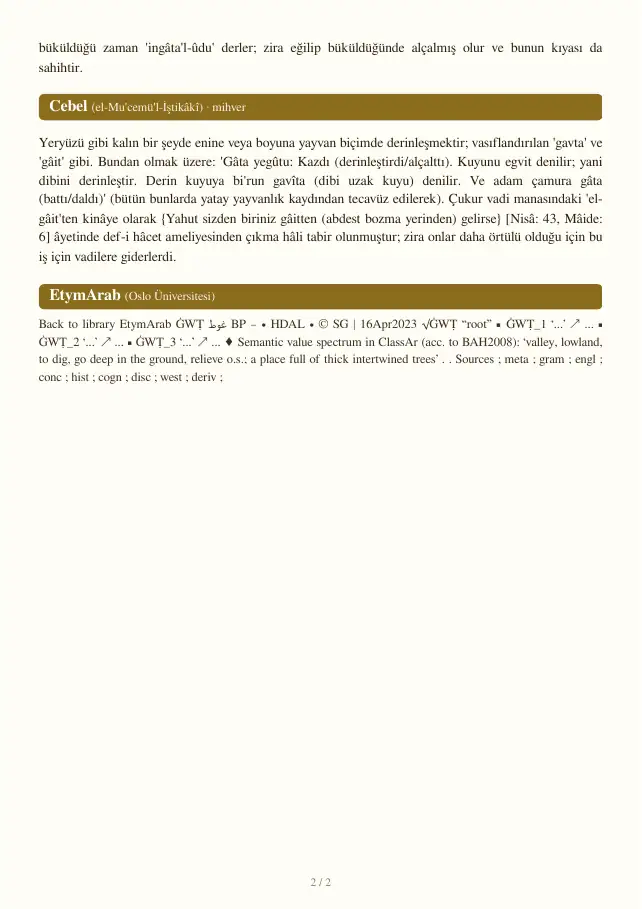 büküldüğü zaman 'ingâta'l-ûdu' derler; zira eğilip büküldüğünde alçalmış olur ve bunun kıyası da
sahihtir.
Cebel (el-Mu'cemü'l-İştikâkî) · mihver
Yeryüzü gibi kalın bir şeyde enine veya boyuna yayvan biçimde derinleşmektir; vasıflandırılan 'gavta' ve
'gâit' gibi. Bundan olmak üzere: 'Gâta yegûtu: Kazdı (derinleştirdi/alçalttı). Kuyunu egvit denilir; yani
dibini derinleştir. Derin kuyuya bi'run gavîta (dibi uzak kuyu) denilir. Ve adam çamura gâta
(battı/daldı)' (bütün bunlarda yatay yayvanlık kaydından tecavüz edilerek). Çukur vadi manasındaki 'el-
gâit'ten kinâye olarak {Yahut sizden biriniz gâitten (abdest bozma yerinden) gelirse} [Nisâ: 43, Mâide:
6] âyetinde def-i hâcet ameliyesinden çıkma hâli tabir olunmuştur; zira onlar daha örtülü olduğu için bu
iş için vadilere giderlerdi.
EtymArab (Oslo Üniversitesi)
Back to library EtymArab ĠWṬ غوط BP – • HDAL • © SG | 16Apr2023 √ĠWṬ “root” ▪ ĠWṬ_1 ‘...’ ↗ ... ▪
ĠWṬ_2 ‘...’ ↗ ... ▪ ĠWṬ_3 ‘...’ ↗ ... ♦ Semantic value spectrum in ClassAr (acc. to BAH2008): ‘valley, lowland,
to dig, go deep in the ground, relieve o.s.; a place full of thick intertwined trees’ . . Sources ; meta ; gram ; engl ;
conc ; hist ; cogn ; disc ; west ; deriv ;
2 / 2